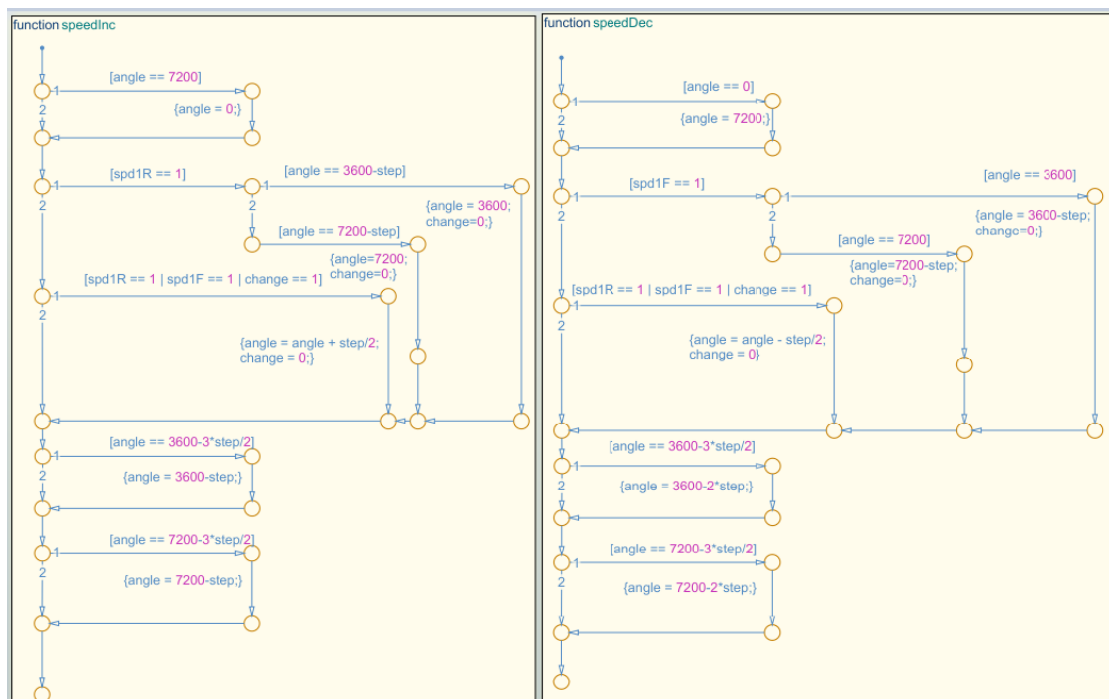 function speedInc
[angle == 7200]
1
2
{angle = 0;}
[spd1R == 1]
1
2
[angle == 3600-step]
1
2
{angle = 3600;
change=0;}
[angle == 7200-step]
{angle=7200;
change=0;}
[spd1R == 1 | spd1F == 1 | change == 1]
1
2
{angle = angle + step/2;
change = 0;}
[angle == 3600-3*step/2]
1
2
{angle = 3600-step;}
[angle == 7200-3*step/2]
1
2
{angle = 7200-step;}
function speedDec
[angle == 0]
1
2
{angle = 7200;}
[spd1F == 1]
1
2
[angle == 3600]
1
2
{angle = 3600-step;
change=0;}
[angle == 7200]
{angle=7200-step;
change=0;}
[spd1R == 1 | spd1F == 1 | change == 1]
1
2
{angle = angle - step/2;
change = 0}
[angle == 3600-3*step/2]
1
2
{angle = 3600-2*step;}
[angle == 7200-3*step/2]
1
2
{angle = 7200-2*step;}